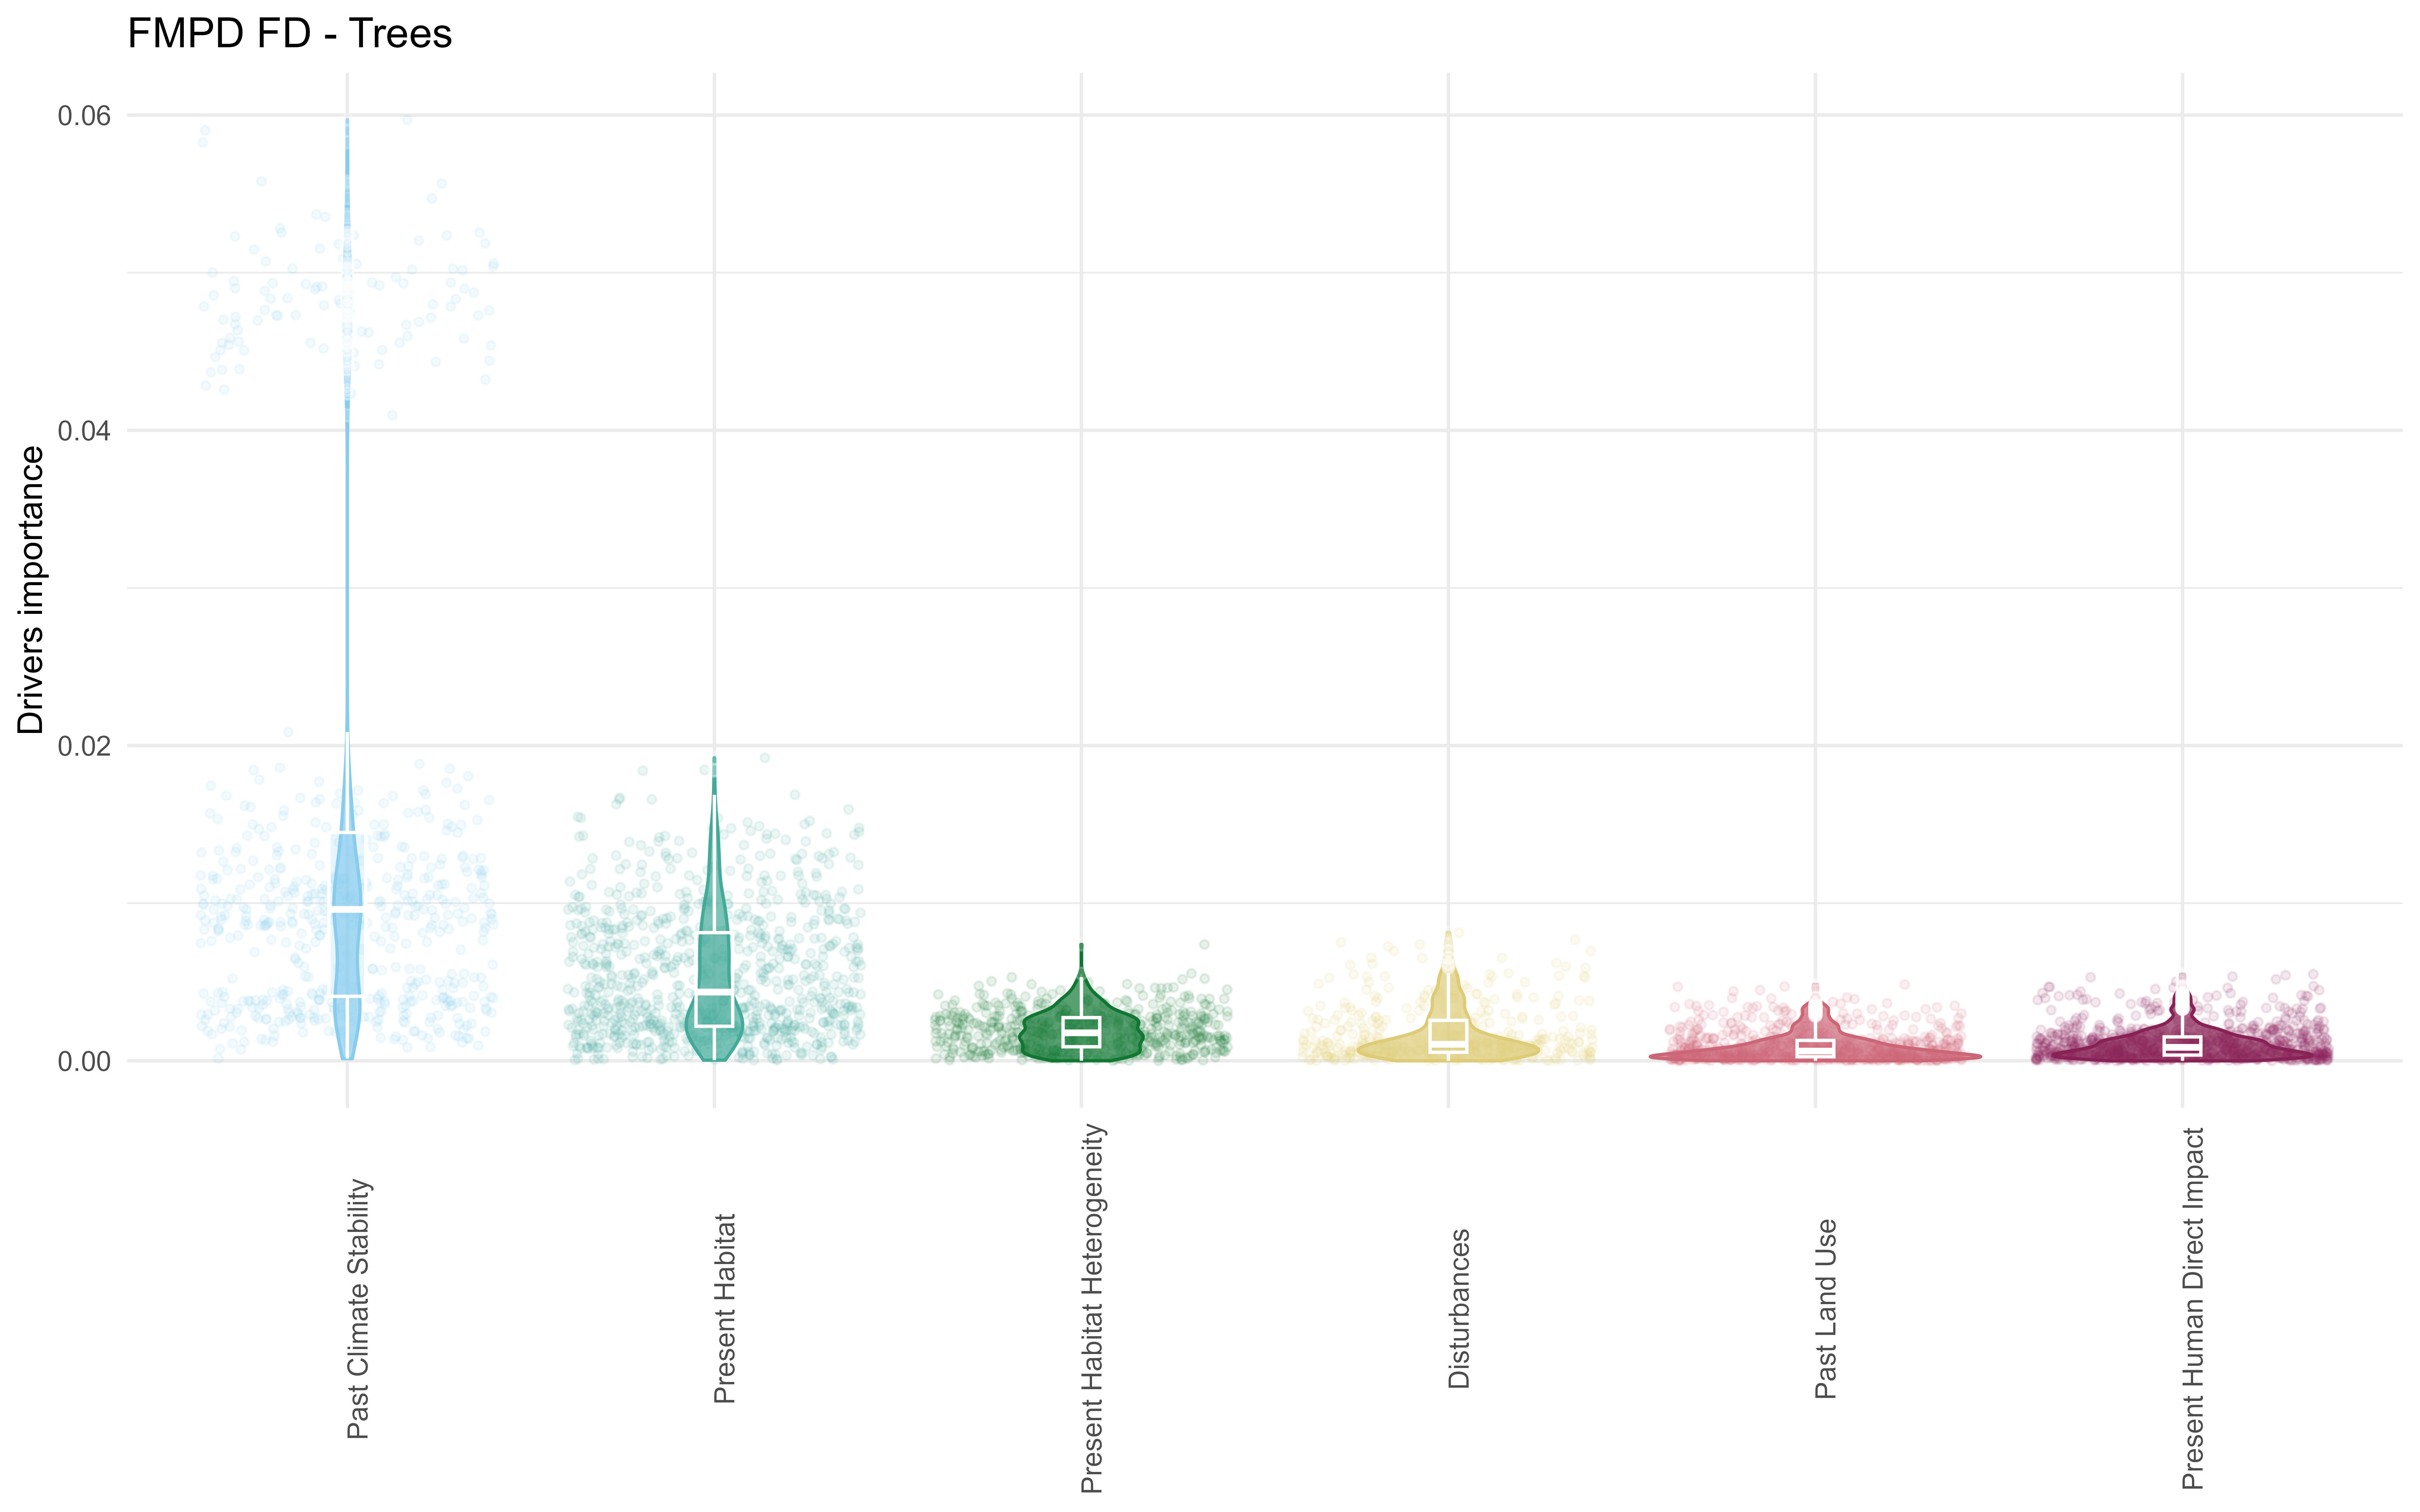 FMPD FD - Trees
Drivers importance
0.06
0.04
0.02
0.00
Past Climate Stability
Present Habitat
Present Habitat Heterogeneity
Disturbances
Past Land Use
Present Human Direct Impact